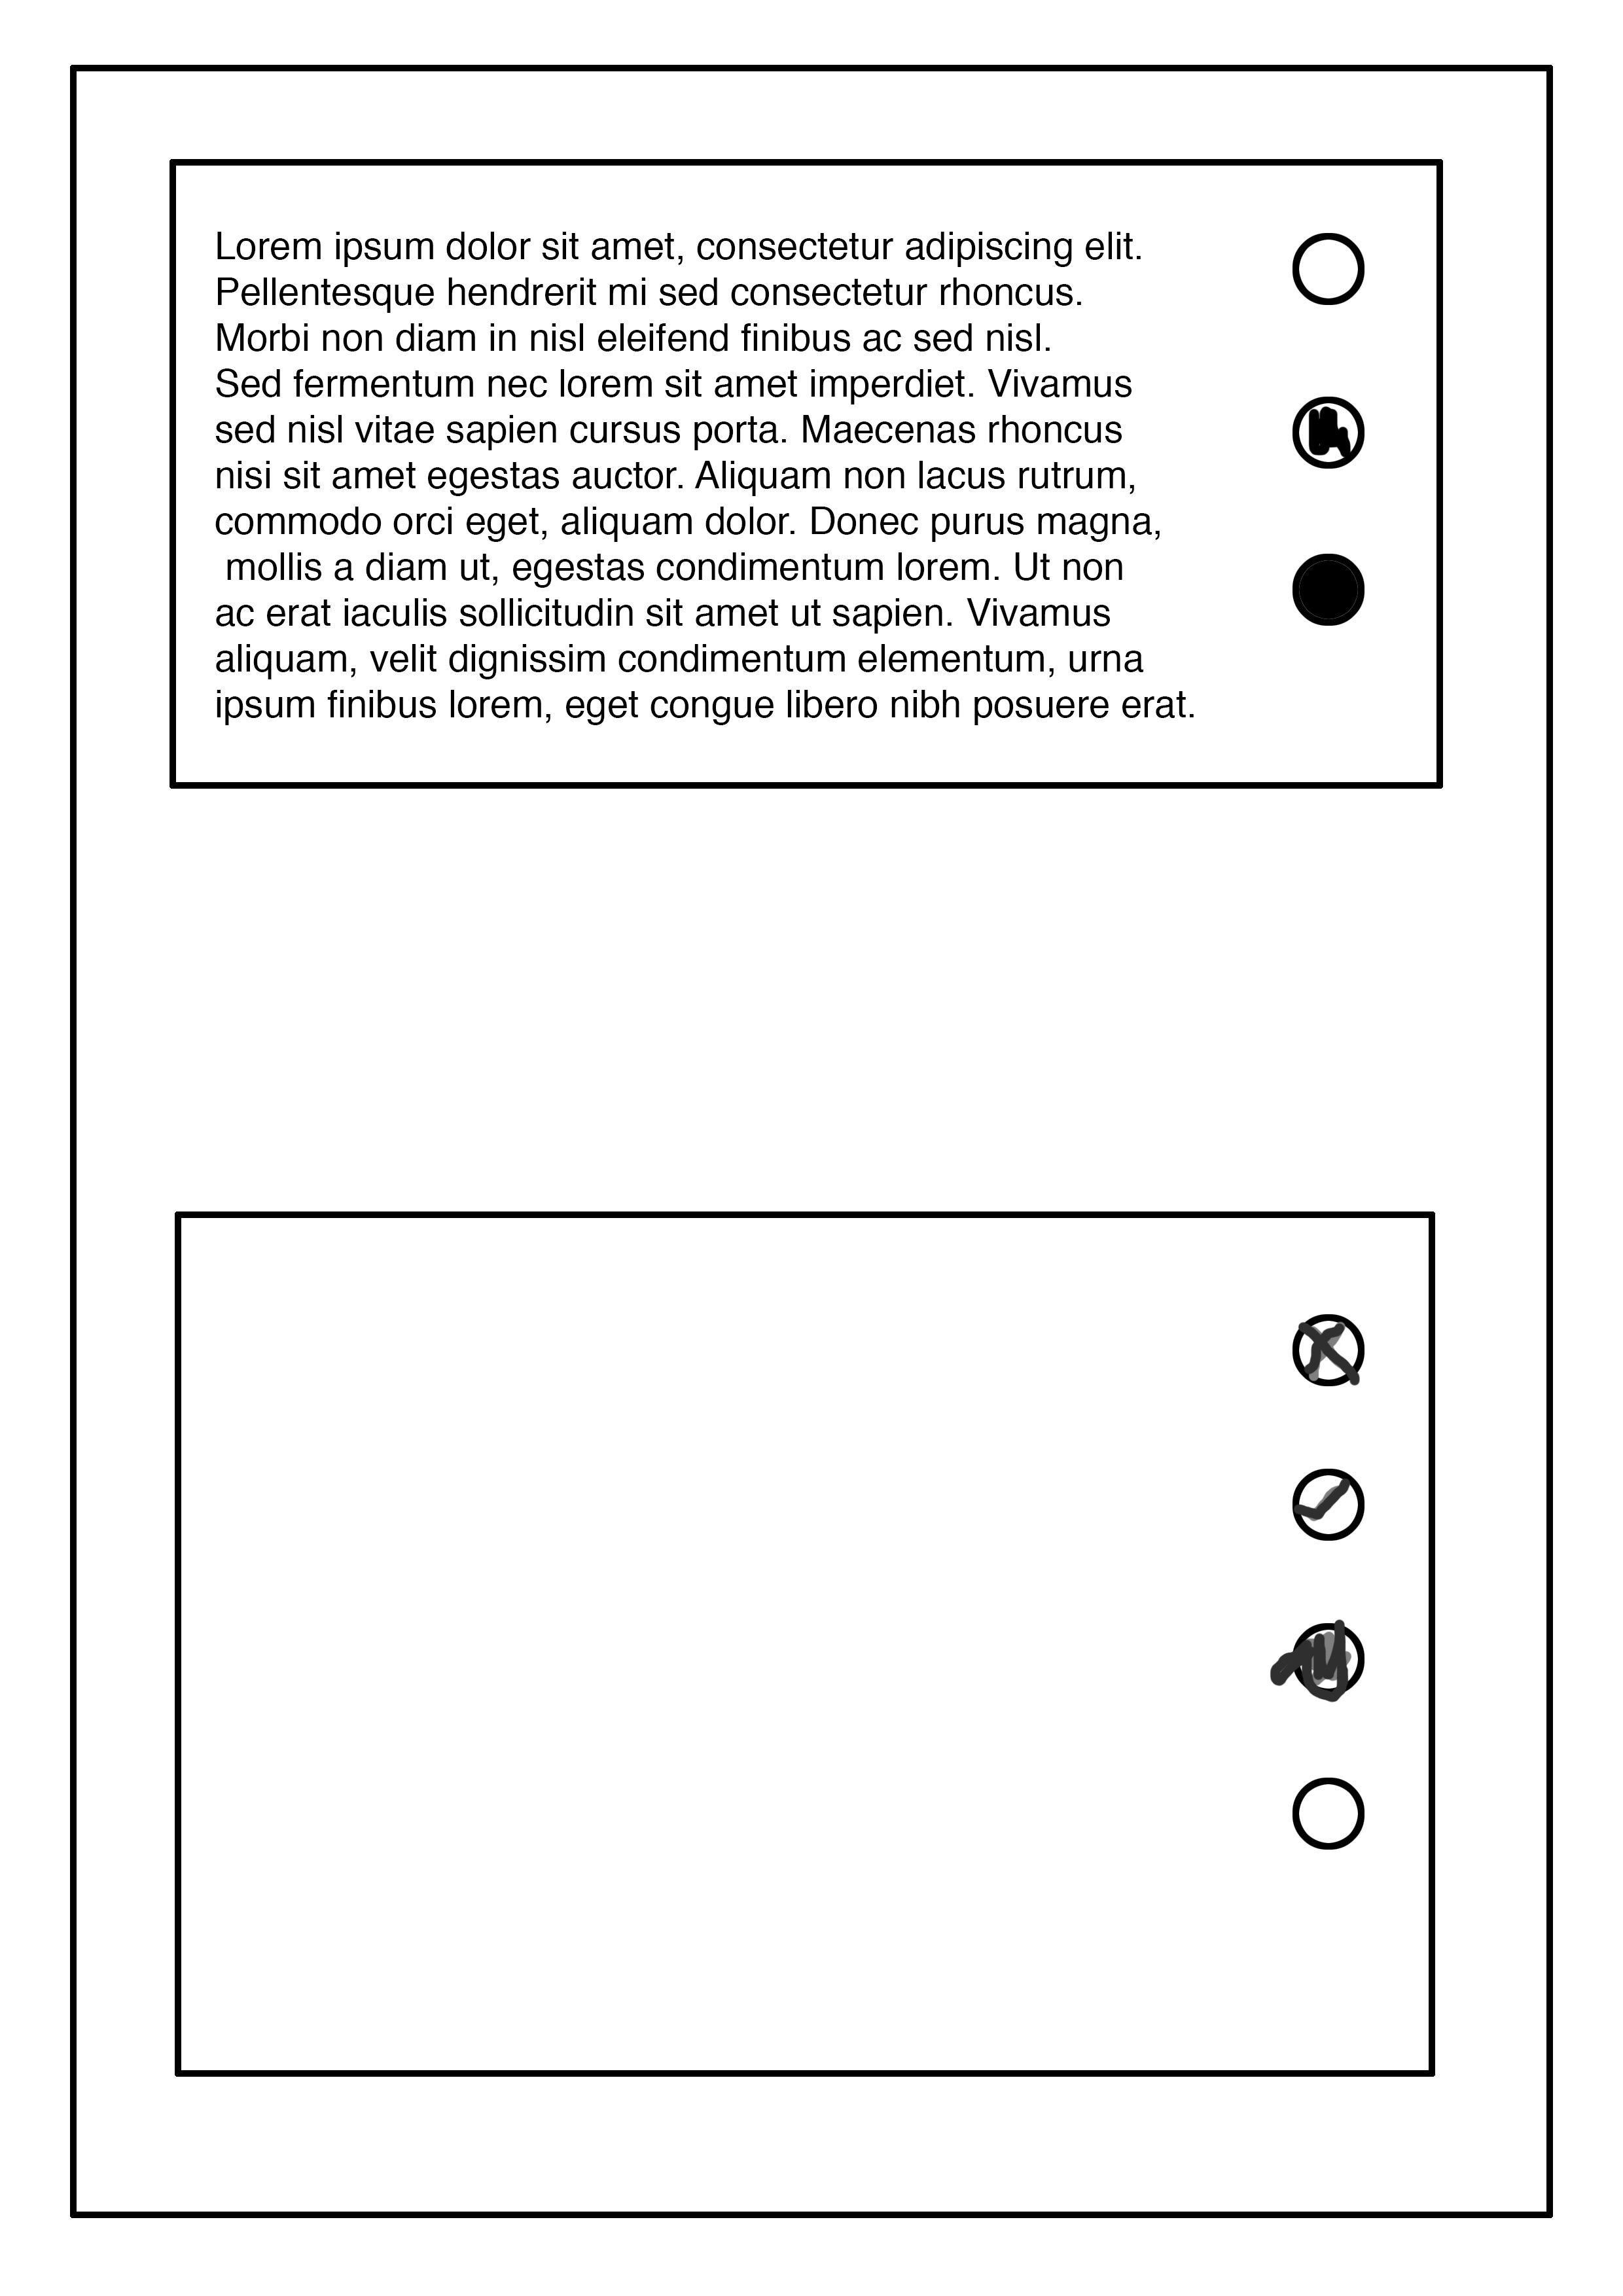 Lorem ipsum dolor sit amet, consectetur adipiscing elit.
Pellentesque hendrerit mi sed consectetur rhoncus.
Morbi non diam in nisl eleifend finibus ac sed nisl.
Sed fermentum nec lorem sit amet imperdiet. Vivamus
sed nisl vitae sapien cursus porta. Maecenas rhoncus
nisi sit amet egestas auctor. Aliquam non lacus rutrum,
commodo orci eget, aliquam dolor. Donec purus magna,
mollis a diam ut, egestas condimentum lorem. Ut non
ac erat iaculis sollicitudin sit amet ut sapien. Vivamus
aliquam, velit dignissim condimentum elementum, urna
ipsum finibus lorem, eget congue libero nibh posuere erat.